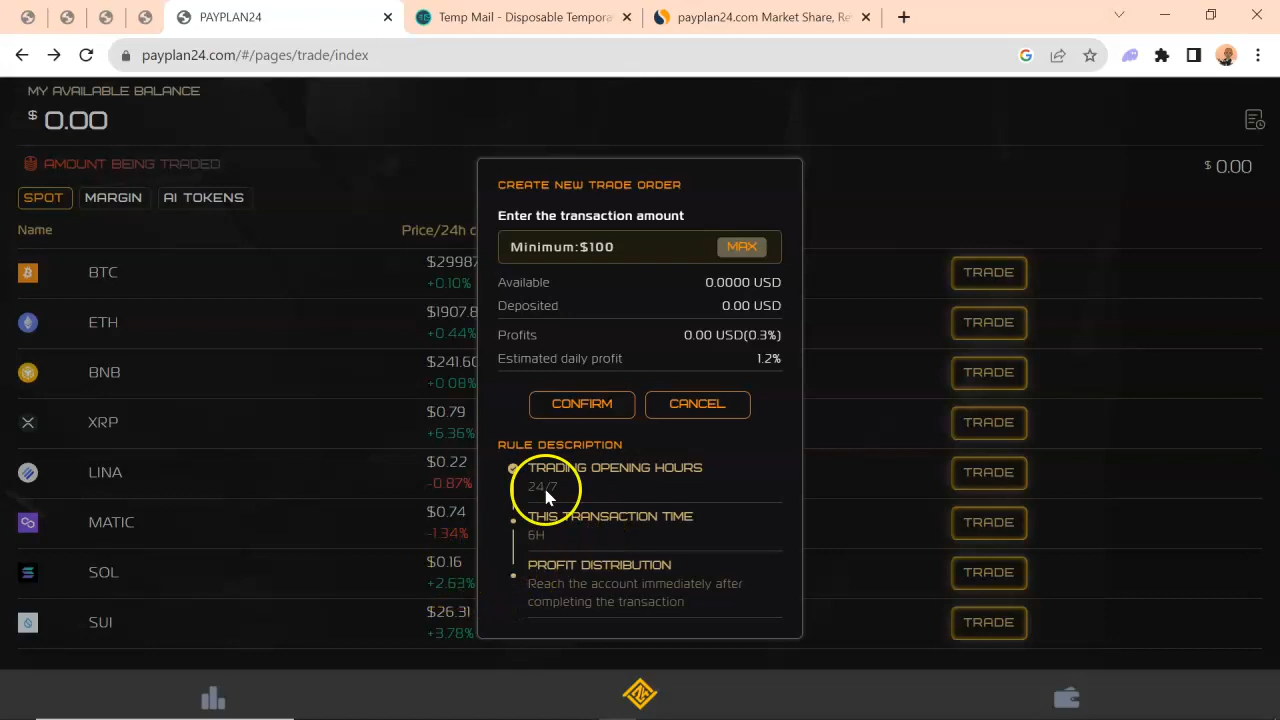 PAYPLAN24
Temp Mail - Disposable Tempora
payplan24.com Market Share, Re
payplan24.com/#/pages/trade/index
MY AVAILABLE BALANCE
$ 0.00
AMOUNT BEING TRADED
$ 0.00
SPOT MARGIN AI TOKENS
Name Price/24h c
BTC $29987 +0.10% TRADE
ETH $1907.8 +0.44% TRADE
BNB $241.60 +0.08% TRADE
XRP $0.79 +6.36% TRADE
LINA $0.22 -0.87% TRADE
MATIC $0.74 -1.34% TRADE
SOL $0.16 +2.63% TRADE
SUI $26.31 +3.78% TRADE
CREATE NEW TRADE ORDER
Enter the transaction amount
Minimum:$100 MAX
Available 0.0000 USD
Deposited 0.00 USD
Profits 0.00 USD(0.3%)
Estimated daily profit 1.2%
CONFIRM CANCEL
RULE DESCRIPTION
TRADING OPENING HOURS
24/7
THIS TRANSACTION TIME
6H
PROFIT DISTRIBUTION
Reach the account immediately after
completing the transaction